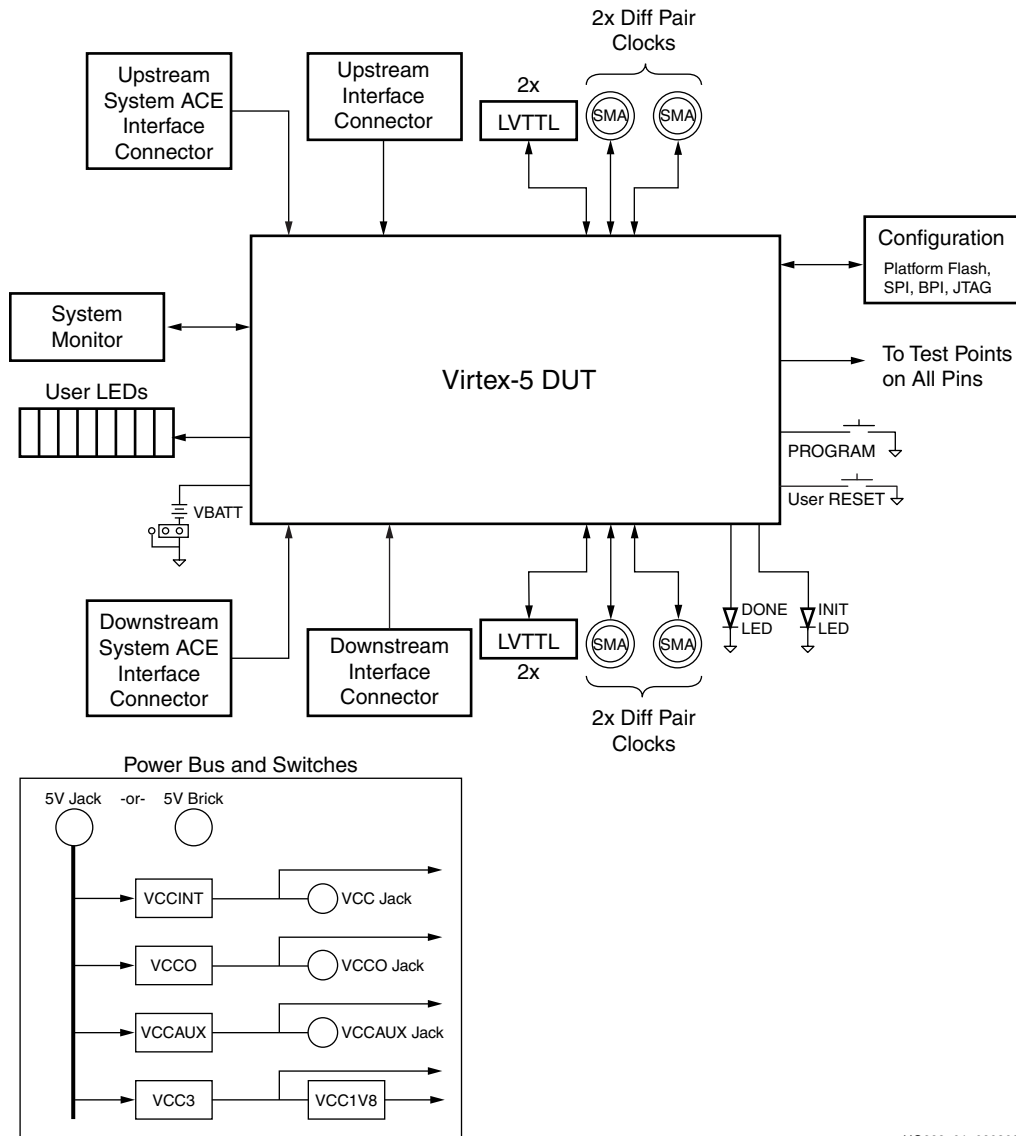 2x Diff Pair
Clocks
Upstream
System ACE
Interface
Connector
Upstream
Interface
Connector
2x
LVTTL
SMA
SMA
Configuration
Platform Flash,
SPI, BPI, JTAG
System
Monitor
Virtex-5 DUT
To Test Points
on All Pins
User LEDs
PROGRAM
User RESET
VBATT
Downstream
System ACE
Interface
Connector
Downstream
Interface
Connector
LVTTL
2x
SMA
SMA
DONE
LED
INIT
LED
2x Diff Pair
Clocks
Power Bus and Switches
5V Jack -or- 5V Brick
VCCINT
VCC Jack
VCCO
VCCO Jack
VCCAUX
VCCAUX Jack
VCC3
VCC1V8